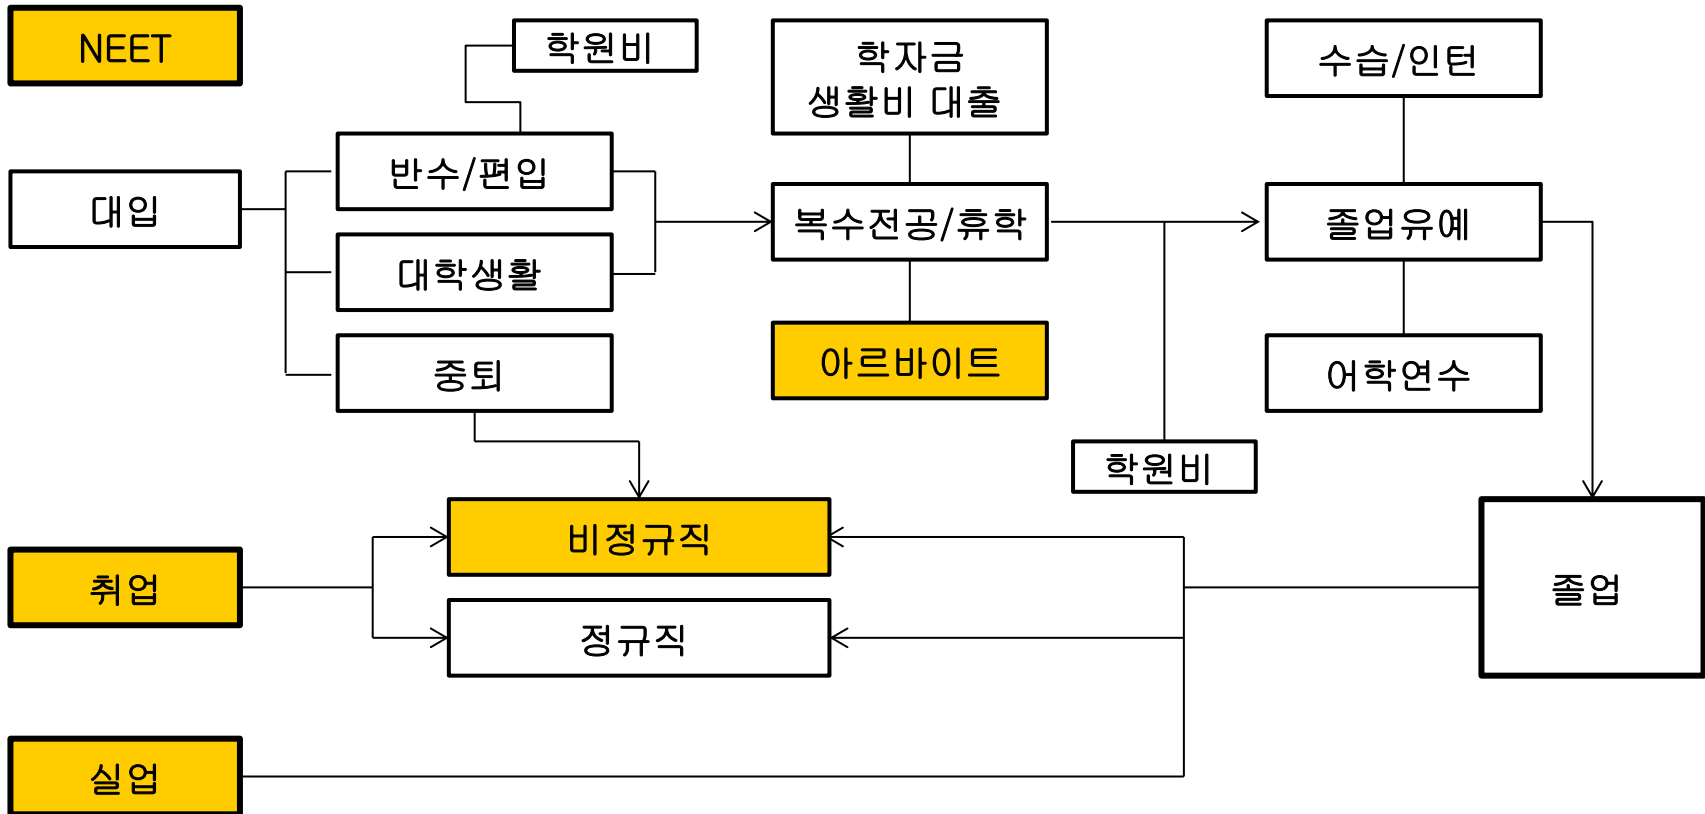 NEET
학원비
학자금
생활비 대출
수습/인턴
대입
반수/편입
복수전공/휴학
졸업유예
대학생활
중퇴
아르바이트
어학연수
학원비
비정규직
취업
정규직
졸업
실업